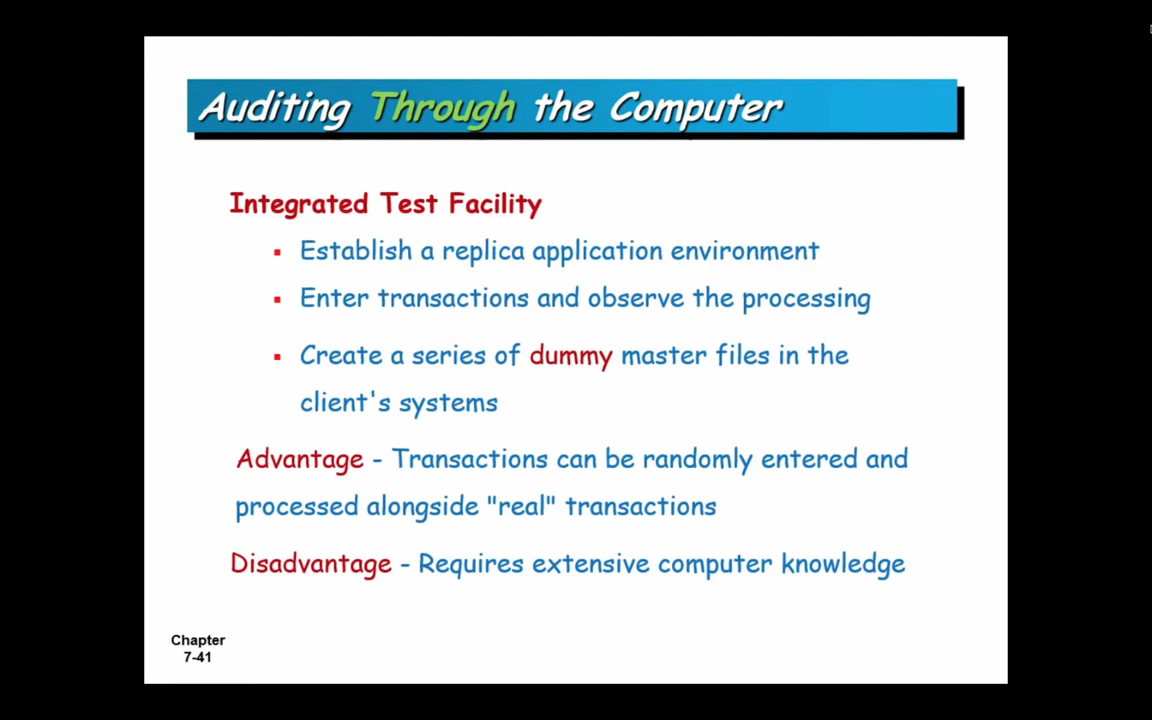 Auditing Through the Computer
Integrated Test Facility
▪ Establish a replica application environment
▪ Enter transactions and observe the processing
▪ Create a series of dummy master files in the
client's systems
Advantage - Transactions can be randomly entered and
processed alongside "real" transactions
Disadvantage - Requires extensive computer knowledge
Chapter
7-41